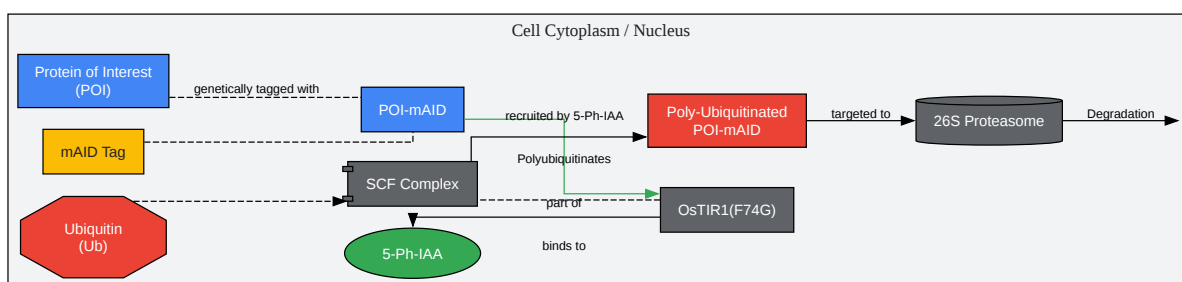 Cell Cytoplasm / Nucleus
Protein of Interest
(POI)
genetically tagged with
POI-mAID
recruited by 5-Ph-IAA
Poly-Ubiquitinated
POI-mAID
targeted to
26S Proteasome
Degradation
mAID Tag
Polyubiquitinates
SCF Complex
part of
OsTIR1(F74G)
Ubiquitin
(Ub)
5-Ph-IAA
binds to